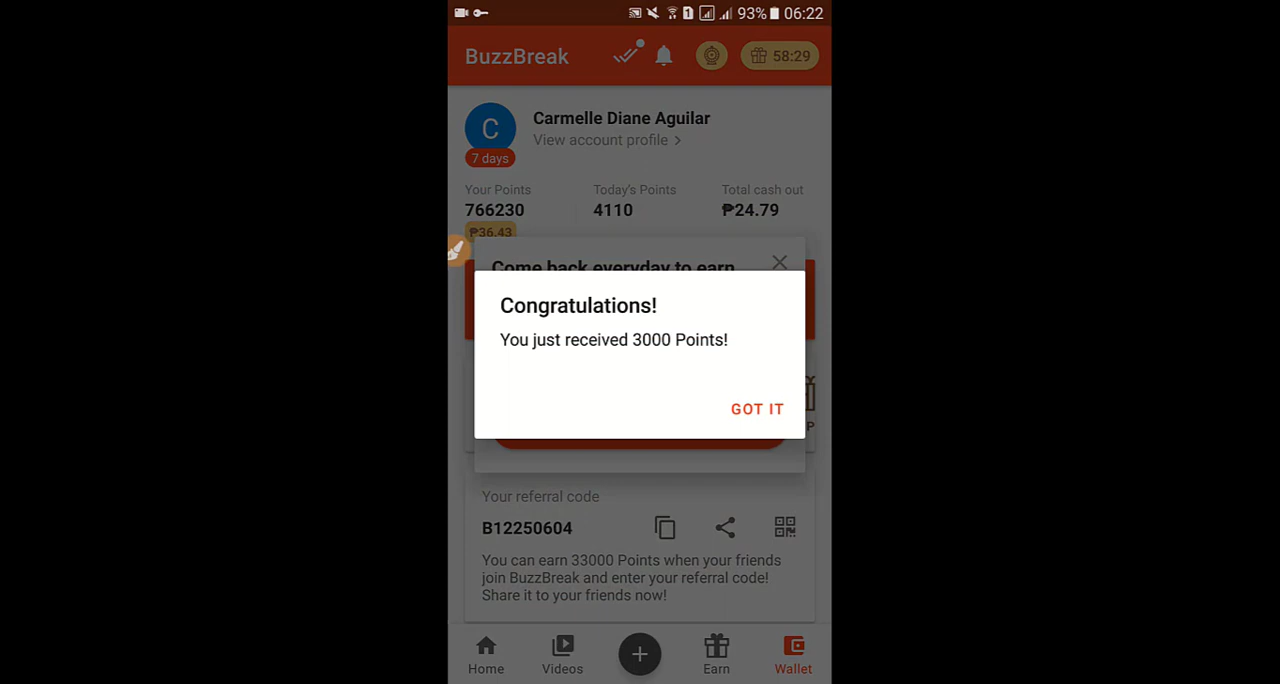 93% 06:22
BuzzBreak
58:29
C
Carmelle Diane Aguilar
View account profile >
7 days
Your Points Today's Points Total cash out
766230 4110 ₱24.79
₱36.43
Come back everyday to earn
Congratulations!
You just received 3000 Points!
GOT IT
P
Your referral code
B12250604
You can earn 33000 Points when your friends
join BuzzBreak and enter your referral code!
Share it to your friends now!
Home Videos + Earn Wallet